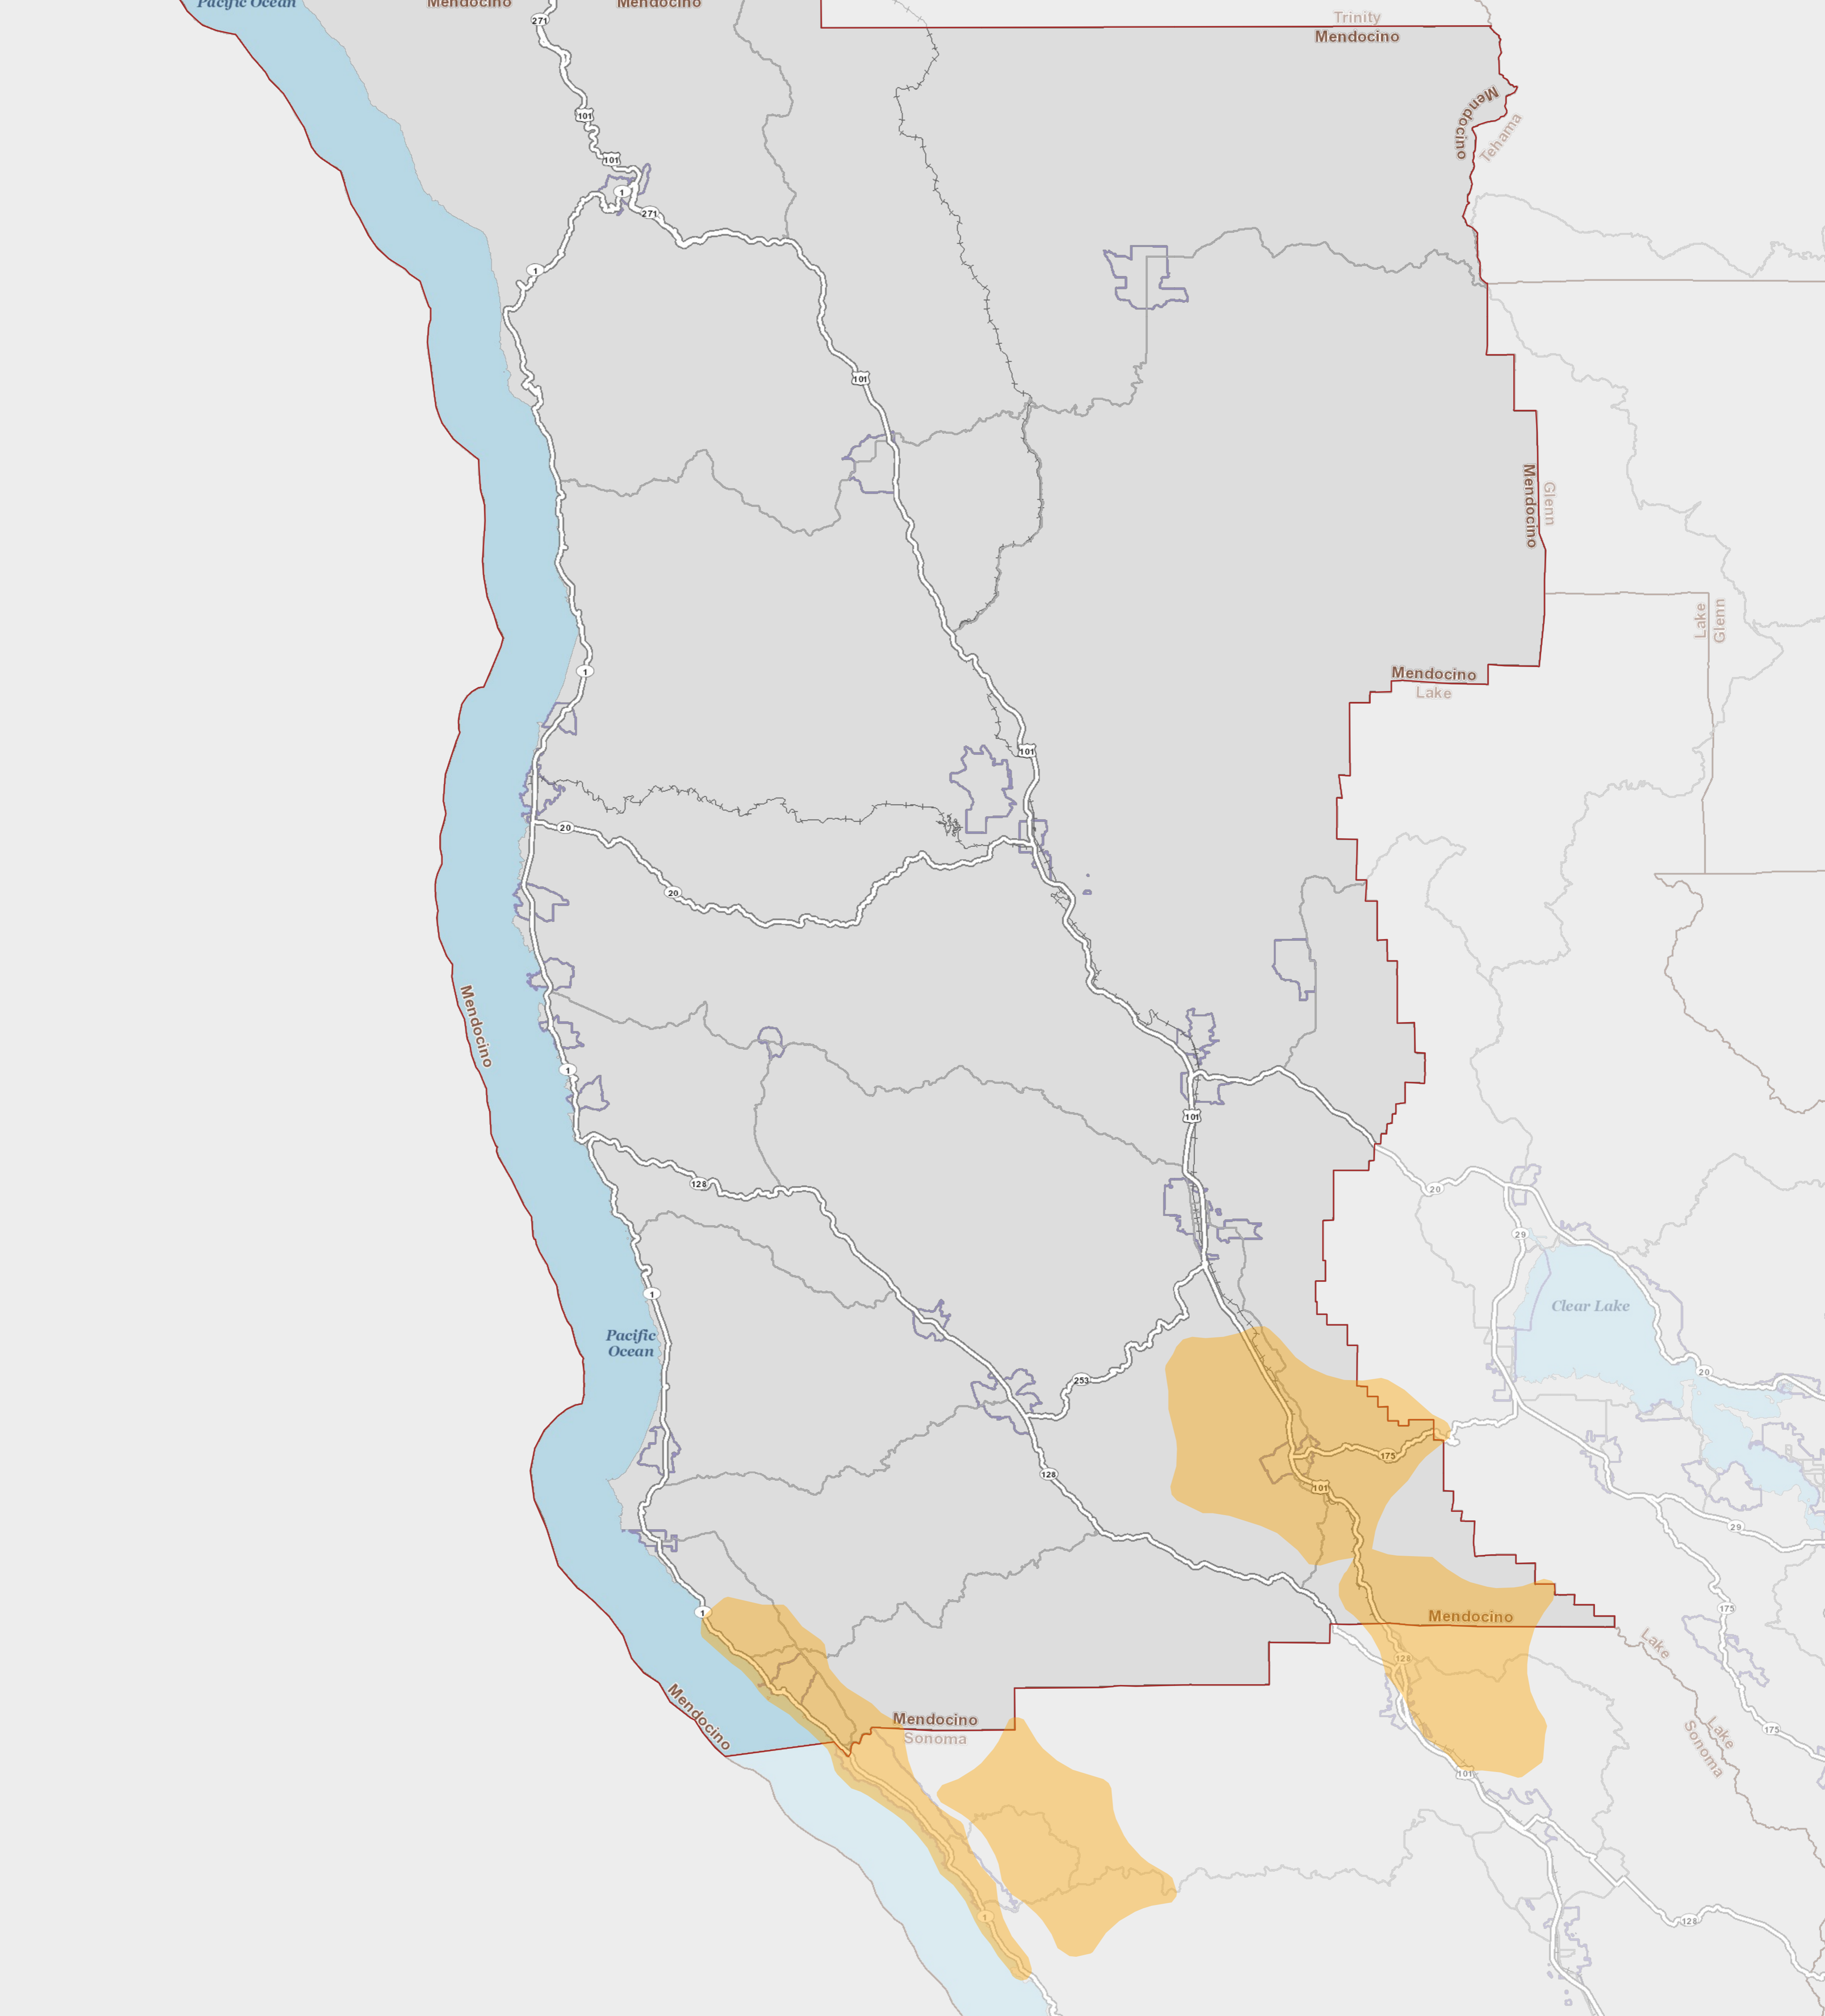 Pacific Ocean
Mendocino
Mendocino
271
Trinity
Mendocino
Mendocino
Tehama
101
101
1
271
1
101
Mendocino
Glenn
Lake
Glenn
Mendocino
Lake
1
101
20
20
Mendocino
1
101
128
20
29
1
Clear Lake
Pacific
Ocean
253
20
175
128
101
29
1
Mendocino
175
128
Lake
Mendocino
Mendocino
Sonoma
Lake
Sonoma
175
101
1
128